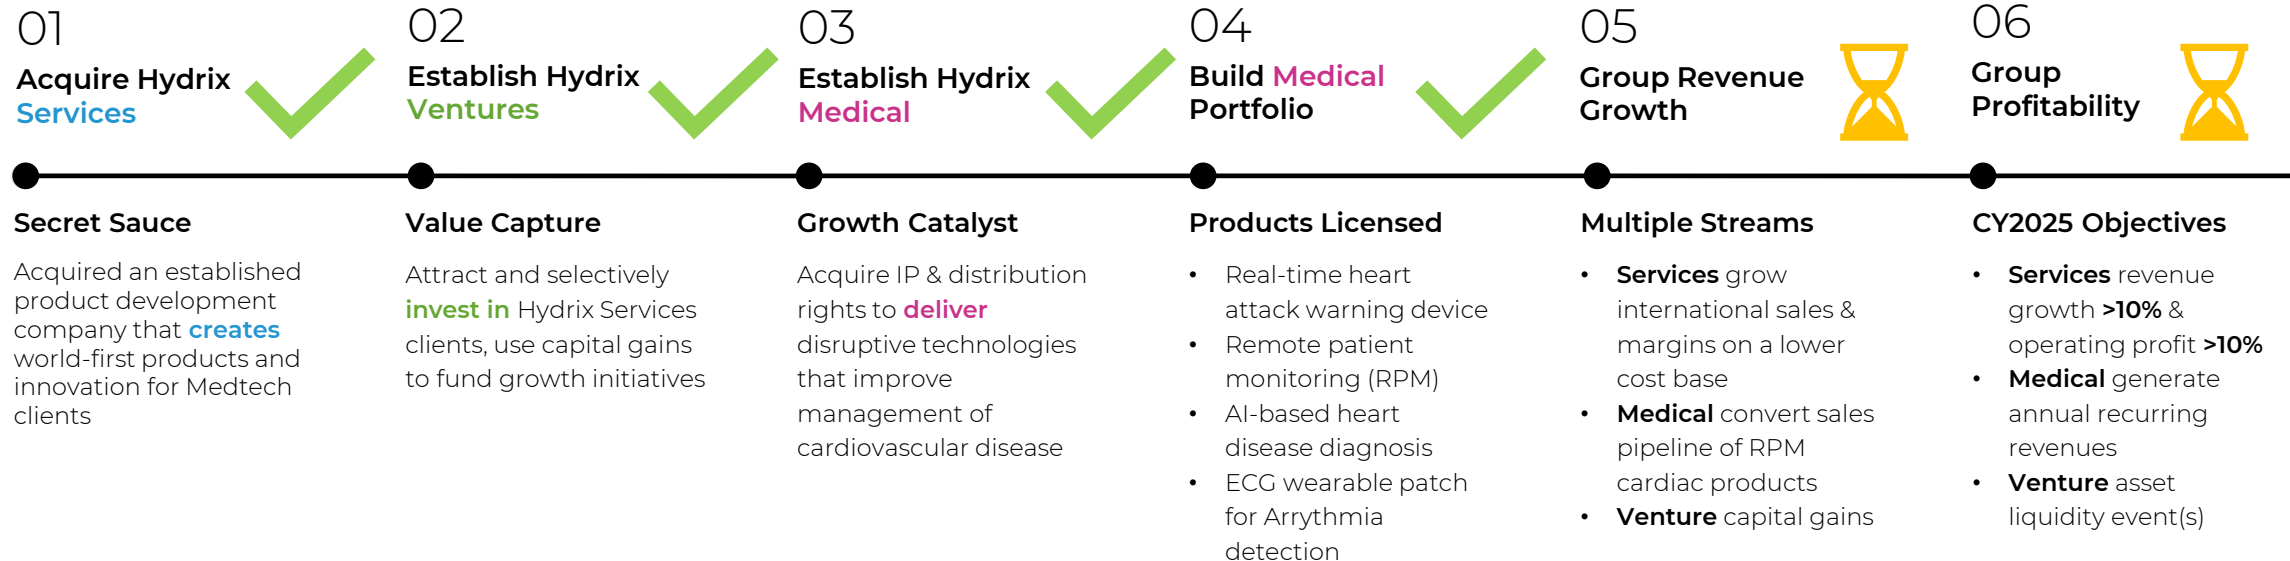 01
Acquire Hydrix
Services
Secret Sauce
Acquired an established
product development
company that creates
world-first products and
innovation for Medtech
clients
02
Establish Hydrix
Ventures
Value Capture
Attract and selectively
invest in Hydrix Services
clients, use capital gains
to fund growth initiatives
03
Establish Hydrix
Medical
Growth Catalyst
Acquire IP & distribution
rights to deliver
disruptive technologies
that improve
management of
cardiovascular disease
04
Build Medical
Portfolio
Products Licensed
• Real-time heart
attack warning device
• Remote patient
monitoring (RPM)
• AI-based heart
disease diagnosis
• ECG wearable patch
for Arrythmia
detection
05
Group Revenue
Growth
Multiple Streams
• Services grow
international sales &
margins on a lower
cost base
• Medical convert sales
pipeline of RPM
cardiac products
• Venture capital gains
06
Group
Profitability
CY2025 Objectives
• Services revenue
growth >10% &
operating profit >10%
• Medical generate
annual recurring
revenues
• Venture asset
liquidity event(s)